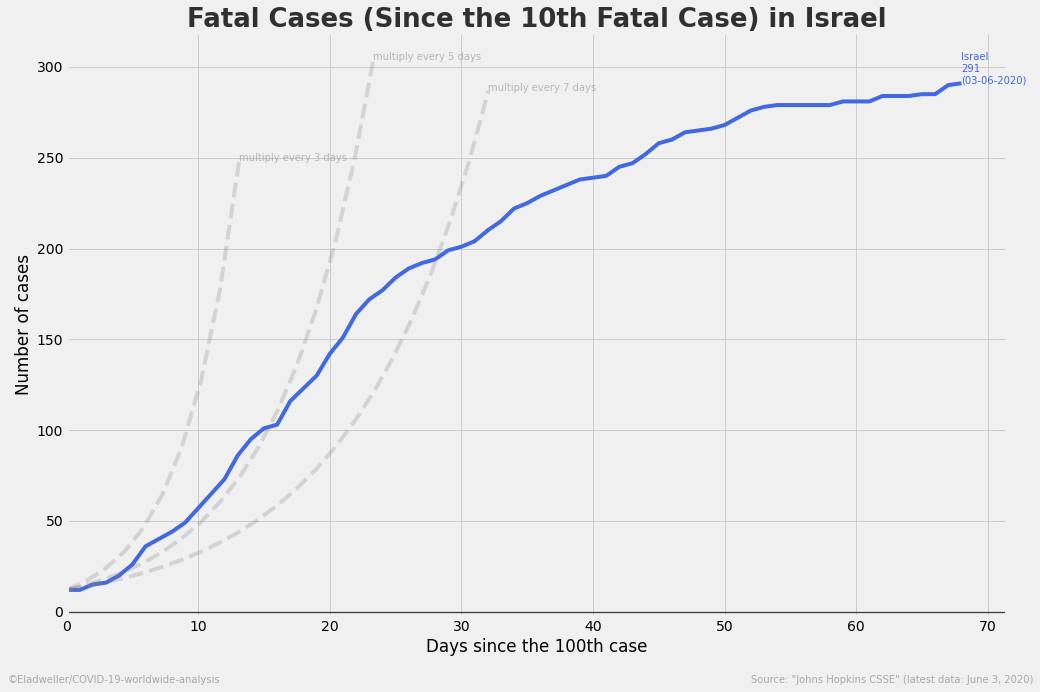 Fatal Cases (Since the 10th Fatal Case) in Israel
multiply every 5 days
Israel
291
(03-06-2020)
multiply every 7 days
multiply every 3 days
300
250
200
150
100
50
0
Number of cases
0 10 20 30 40 50 60 70
Days since the 100th case
©Eladweller/COVID-19-worldwide-analysis
Source: "Johns Hopkins CSSE" (latest data: June 3, 2020)